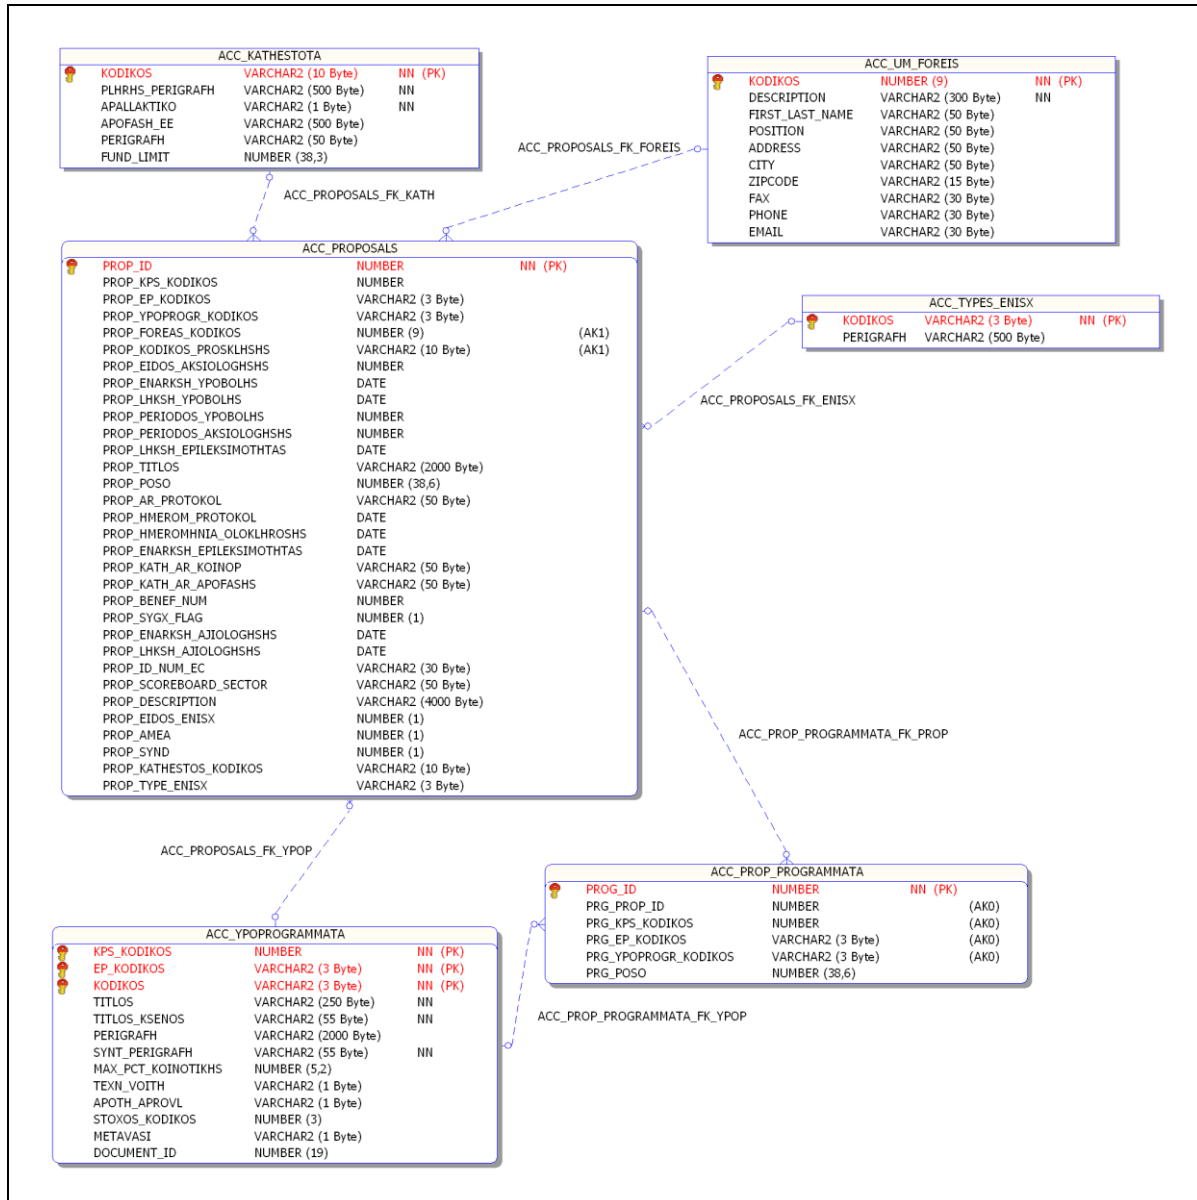 ACC_KATHESTOTA
KODIKOS VARCHAR2 (10 Byte) NN (PK)
PLHRHS_PERIGRAFH VARCHAR2 (500 Byte) NN
APALLAKTIKO VARCHAR2 (1 Byte) NN
APOFASH_EE VARCHAR2 (500 Byte)
PERIGRAFH VARCHAR2 (50 Byte)
FUND_LIMIT NUMBER (38,3)
ACC_UM_FOREIS
KODIKOS NUMBER (9) NN (PK)
DESCRIPTION VARCHAR2 (300 Byte) NN
FIRST_LAST_NAME VARCHAR2 (50 Byte)
POSITION VARCHAR2 (50 Byte)
ADDRESS VARCHAR2 (50 Byte)
CITY VARCHAR2 (50 Byte)
ZIPCODE VARCHAR2 (15 Byte)
FAX VARCHAR2 (30 Byte)
PHONE VARCHAR2 (30 Byte)
EMAIL VARCHAR2 (30 Byte)
ACC_PROPOSALS_FK_FOREIS
ACC_PROPOSALS_FK_KATH
ACC_PROPOSALS
PROP_ID NUMBER NN (PK)
PROP_KPS_KODIKOS NUMBER
PROP_EP_KODIKOS VARCHAR2 (3 Byte)
PROP_YPOPROGR_KODIKOS VARCHAR2 (3 Byte)
PROP_FOREAS_KODIKOS NUMBER (9) (AK1)
PROP_KODIKOS_PROSKLHSHS VARCHAR2 (10 Byte) (AK1)
PROP_EIDOS_AKSIOLOGHSHS NUMBER
PROP_ENARKSH_YPOBOLHS DATE
PROP_LHKSH_YPOBOLHS DATE
PROP_PERIODOS_YPOBOLHS NUMBER
PROP_PERIODOS_AKSIOLOGHSHS NUMBER
PROP_LHKSH_EPILEKSIMOTHTAS DATE
PROP_TITLOS VARCHAR2 (2000 Byte)
PROP_POSO NUMBER (38,6)
PROP_AR_PROTOKOL VARCHAR2 (50 Byte)
PROP_HMEROM_PROTOKOL DATE
PROP_HMEROMHNIA_OLOKLHROSHS DATE
PROP_ENARKSH_EPILEKSIMOTHTAS DATE
PROP_KATH_AR_KOINOP VARCHAR2 (50 Byte)
PROP_KATH_AR_APOFASHS VARCHAR2 (50 Byte)
PROP_BENEF_NUM NUMBER
PROP_SYGX_FLAG NUMBER (1)
PROP_ENARKSH_AJIOLOGHSHS DATE
PROP_LHKSH_AJIOLOGHSHS DATE
PROP_ID_NUM_EC VARCHAR2 (30 Byte)
PROP_SCOREBOARD_SECTOR VARCHAR2 (50 Byte)
PROP_DESCRIPTION VARCHAR2 (4000 Byte)
PROP_EIDOS_ENISX NUMBER (1)
PROP_AMEA NUMBER (1)
PROP_SYND NUMBER (1)
PROP_KATHESTOS_KODIKOS VARCHAR2 (10 Byte)
PROP_TYPE_ENISX VARCHAR2 (3 Byte)
ACC_TYPES_ENISX
KODIKOS VARCHAR2 (3 Byte) NN (PK)
PERIGRAFH VARCHAR2 (500 Byte)
ACC_PROPOSALS_FK_ENISX
ACC_PROP_PROGRAMMATA_FK_PROP
ACC_PROPOSALS_FK_YPOP
ACC_PROP_PROGRAMMATA
PROG_ID NUMBER NN (PK)
PRG_PROP_ID NUMBER (AK0)
PRG_KPS_KODIKOS NUMBER (AK0)
PRG_EP_KODIKOS VARCHAR2 (3 Byte) (AK0)
PRG_YPOPROGR_KODIKOS VARCHAR2 (3 Byte) (AK0)
PRG_POSO NUMBER (38,6)
ACC_YPOPROGRAMMATA
KPS_KODIKOS NUMBER NN (PK)
EP_KODIKOS VARCHAR2 (3 Byte) NN (PK)
KODIKOS VARCHAR2 (3 Byte) NN (PK)
TITLOS VARCHAR2 (250 Byte) NN
TITLOS_KSENOS VARCHAR2 (55 Byte) NN
PERIGRAFH VARCHAR2 (2000 Byte)
SYNT_PERIGRAFH VARCHAR2 (55 Byte) NN
MAX_PCT_KOINOTIKHS NUMBER (5,2)
TEXN_VOITH VARCHAR2 (1 Byte)
APOTH_APROVL VARCHAR2 (1 Byte)
STOXOS_KODIKOS NUMBER (3)
METAVASI VARCHAR2 (1 Byte)
DOCUMENT_ID NUMBER (19)
ACC_PROP_PROGRAMMATA_FK_YPOP